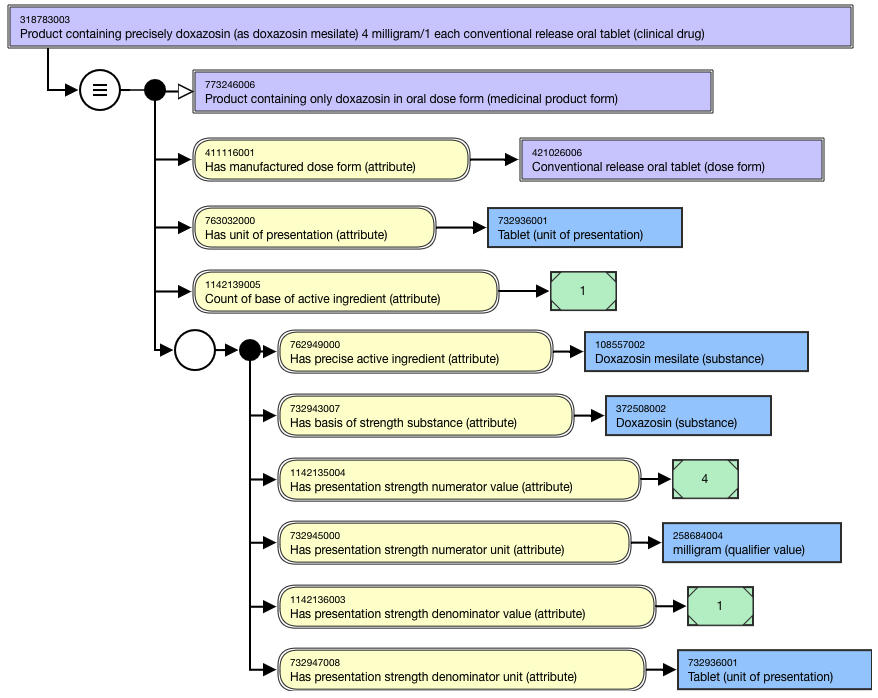 318783003
Product containing precisely doxazosin (as doxazosin mesilate) 4 milligram/1 each conventional release oral tablet (clinical drug)
773246006
Product containing only doxazosin in oral dose form (medicinal product form)
411116001
Has manufactured dose form (attribute)
421026006
Conventional release oral tablet (dose form)
763032000
Has unit of presentation (attribute)
732936001
Tablet (unit of presentation)
1142139005
Count of base of active ingredient (attribute)
1
762949000
Has precise active ingredient (attribute)
108557002
Doxazosin mesilate (substance)
732943007
Has basis of strength substance (attribute)
372508002
Doxazosin (substance)
1142135004
Has presentation strength numerator value (attribute)
4
732945000
Has presentation strength numerator unit (attribute)
258684004
milligram (qualifier value)
1142136003
Has presentation strength denominator value (attribute)
1
732947008
Has presentation strength denominator unit (attribute)
732936001
Tablet (unit of presentation)